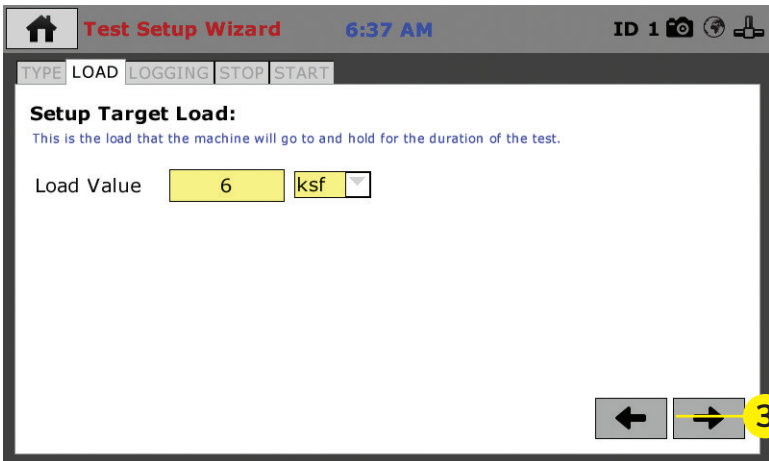 Test Setup Wizard 6:37 AM ID 1
TYPE LOAD LOGGING STOP START
Setup Target Load:
This is the load that the machine will go to and hold for the duration of the test.
Load Value 6 ksf
3